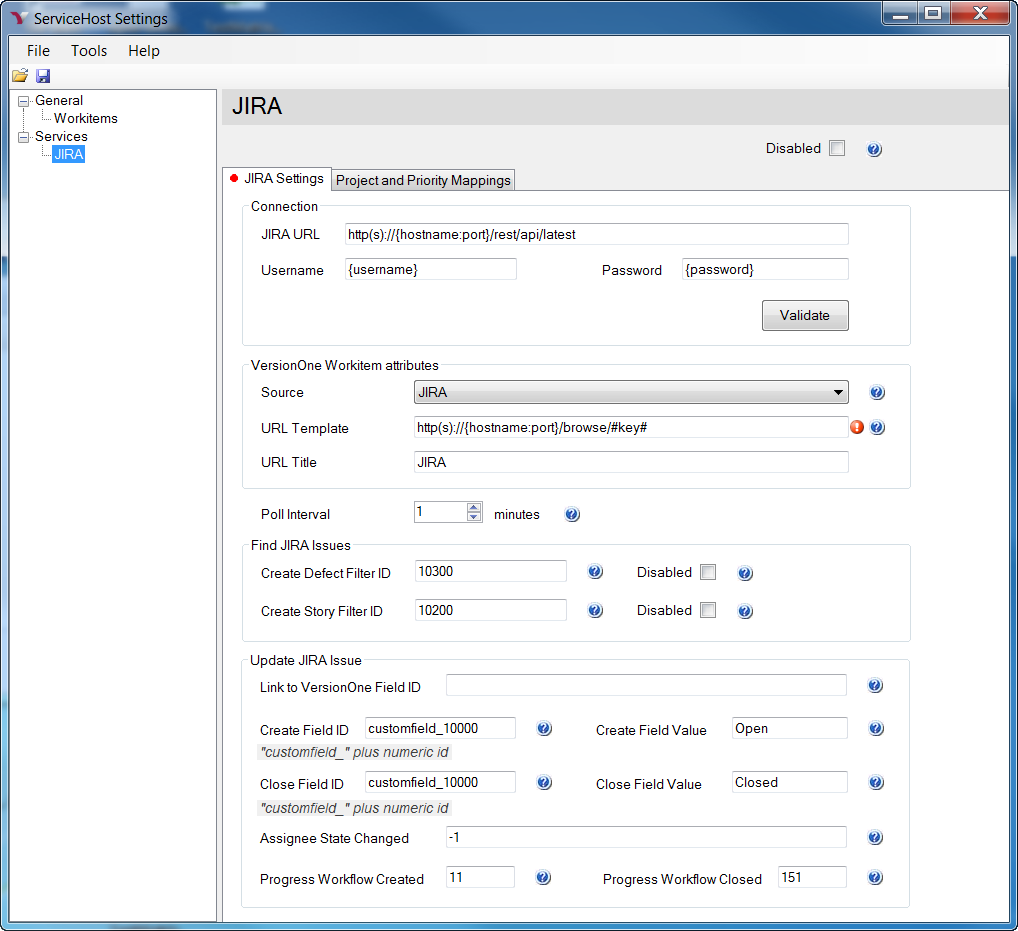 ServiceHost Settings
File Tools Help
General
Workitems
Services
JIRA
JIRA
Disabled
JIRA Settings Project and Priority Mappings
Connection
JIRA URL http(s)://{hostname:port}/rest/api/latest
Username {username} Password {password}
Validate
VersionOne Workitem attributes
Source JIRA
URL Template http(s)://{hostname:port}/browse/#key#
URL Title JIRA
Poll Interval 1 minutes
Find JIRA Issues
Create Defect Filter ID 10300 Disabled
Create Story Filter ID 10200 Disabled
Update JIRA Issue
Link to VersionOne Field ID
Create Field ID customfield_10000 Create Field Value Open
"customfield_" plus numeric id
Close Field ID customfield_10000 Close Field Value Closed
"customfield_" plus numeric id
Assignee State Changed -1
Progress Workflow Created 11 Progress Workflow Closed 151